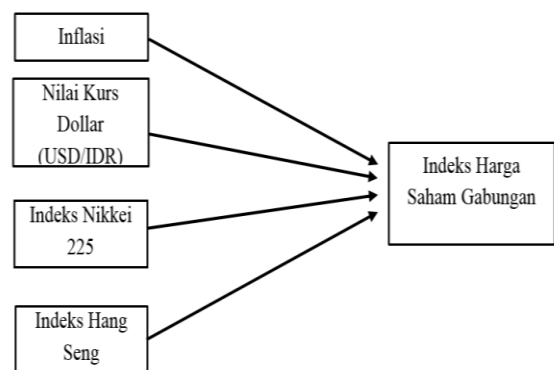 Inflasi
Nilai Kurs
Dollar
(USD/IDR)
Indeks Nikkei
225
Indeks Hang
Seng
Indeks Harga
Saham Gabungan